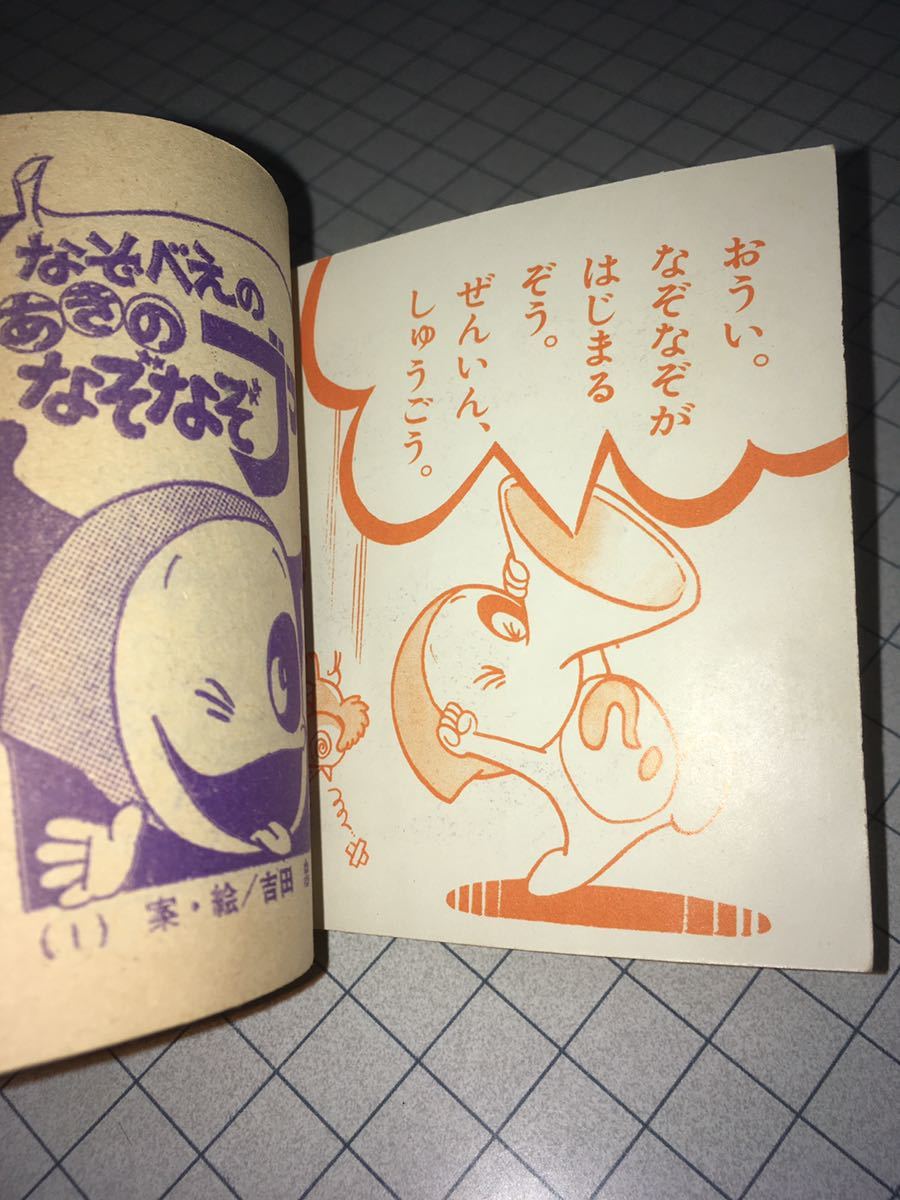 なぞべえの
あきの
なぞなぞ
(1) 案・絵/吉田
おうい。
なぞなぞが
はじまる
ぞう。
ぜんいん、
しゅうごう。